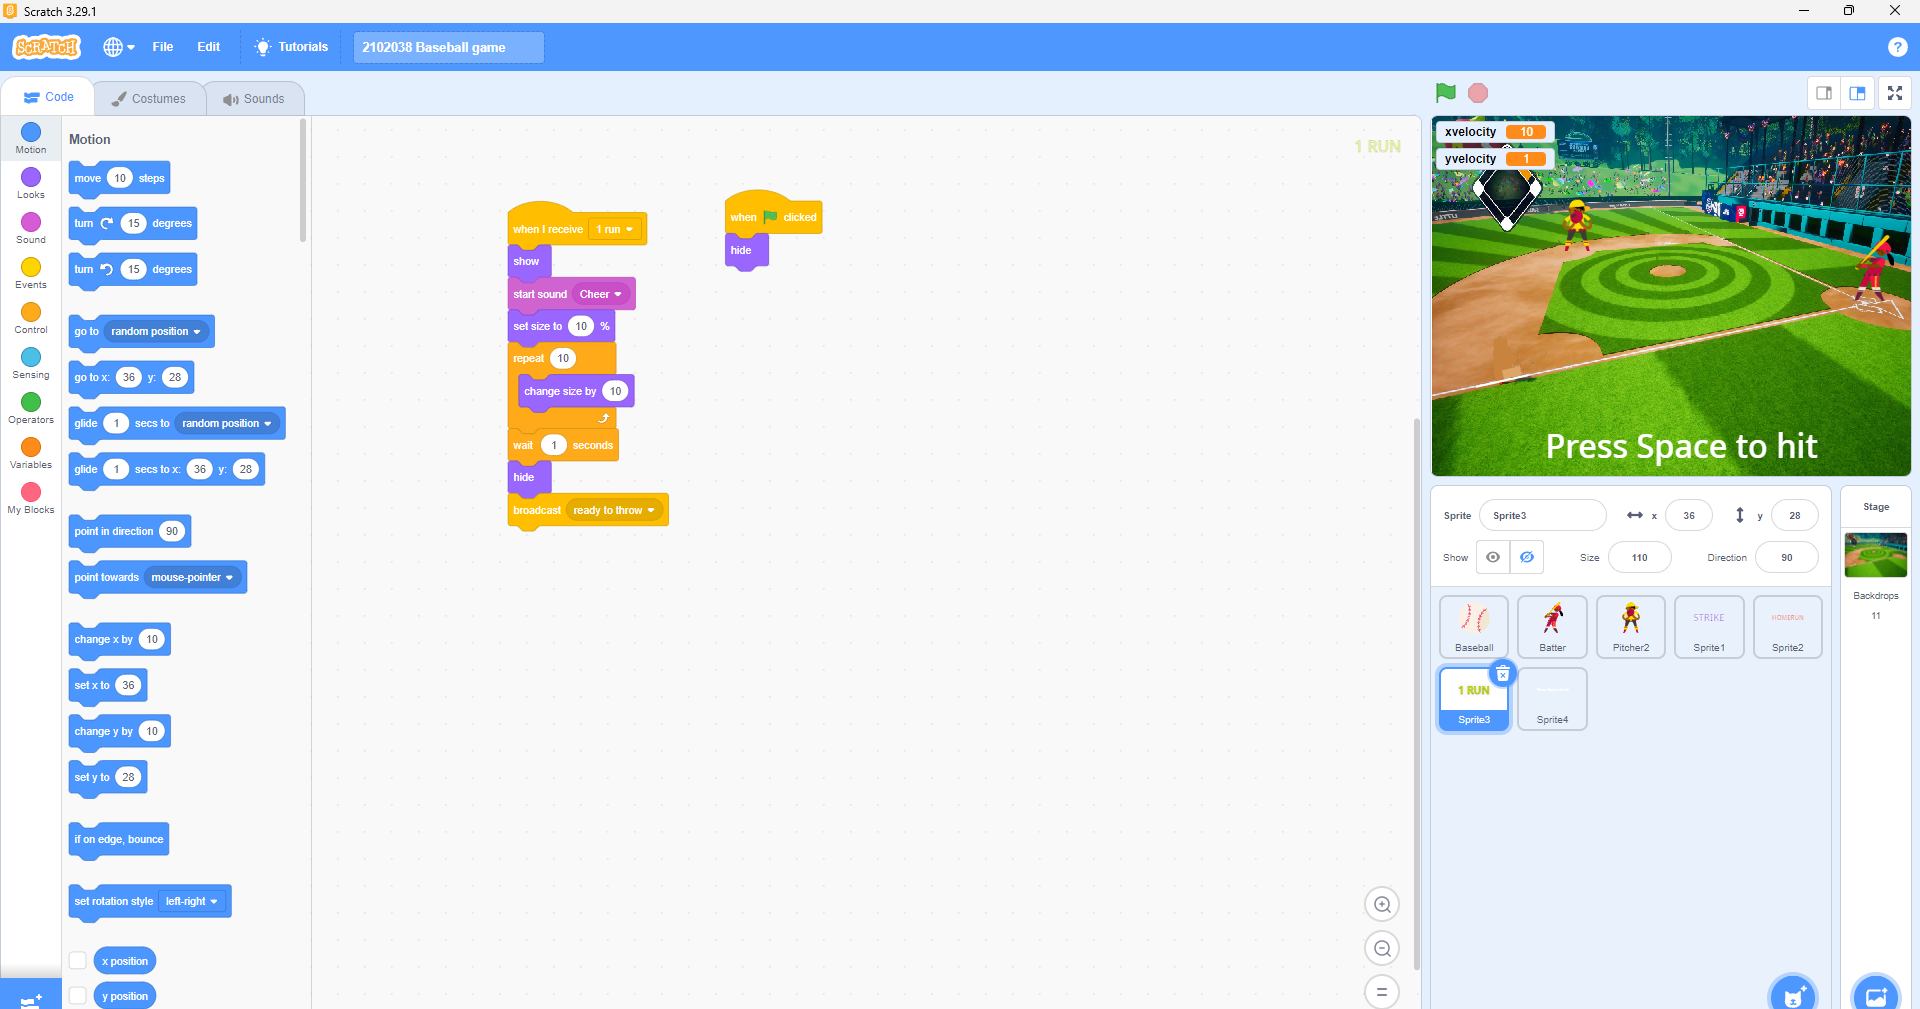 Scratch 3.29.1
SCRATCH
File
Edit
Tutorials
2102038 Baseball game
Code
Costumes
Sounds
Motion
Looks
Sound
Events
Control
Sensing
Operators
Variables
My Blocks
Motion
move 10 steps
turn 15 degrees
turn 15 degrees
go to random position
go to x: 36 y: 28
glide 1 secs to random position
glide 1 secs to x: 36 y: 28
point in direction 90
point towards mouse-pointer
change x by 10
set x to 36
change y by 10
set y to 28
if on edge, bounce
set rotation style left-right
x position
y position
1 RUN
when I receive 1 run
show
start sound Cheer
set size to 10 %
repeat 10
change size by 10
wait 1 seconds
hide
broadcast ready to throw
when clicked
hide
xvelocity 10
yvelocity 1
Press Space to hit
Sprite Sprite3 x 36 y 28
Show Size 110 Direction 90
STRIKE
HOMERUN
Baseball
Batter
Pitcher2
Sprite1
Sprite2
1 RUN
Sprite3
Sprite4
Stage
Backdrops
11